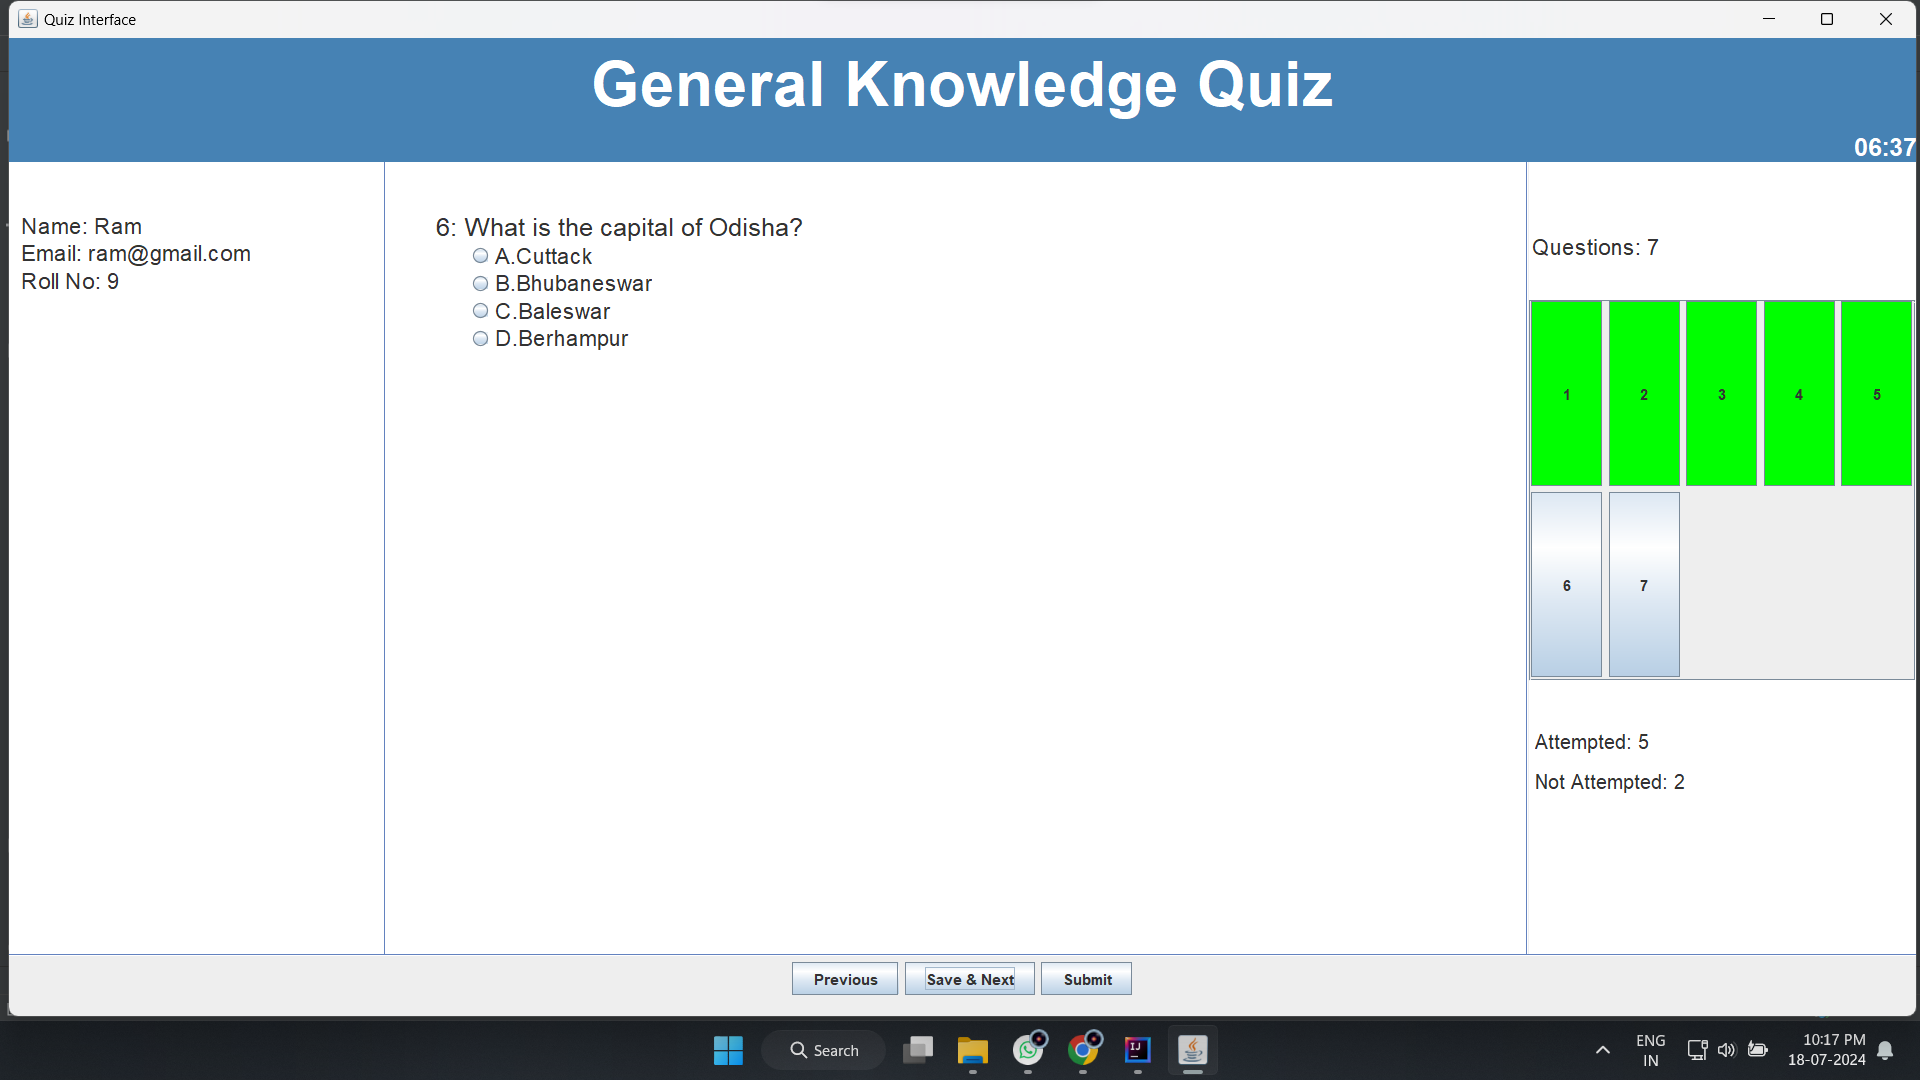 Quiz Interface
General Knowledge Quiz
06:37
Name: Ram
Email: ram@gmail.com
Roll No: 9
6: What is the capital of Odisha?
A.Cuttack
B.Bhubaneswar
C.Baleswar
D.Berhampur
Questions: 7
1 2 3 4 5
6 7
Attempted: 5
Not Attempted: 2
Previous Save & Next Submit
Search
IJ
ENG
IN
10:17 PM
18-07-2024